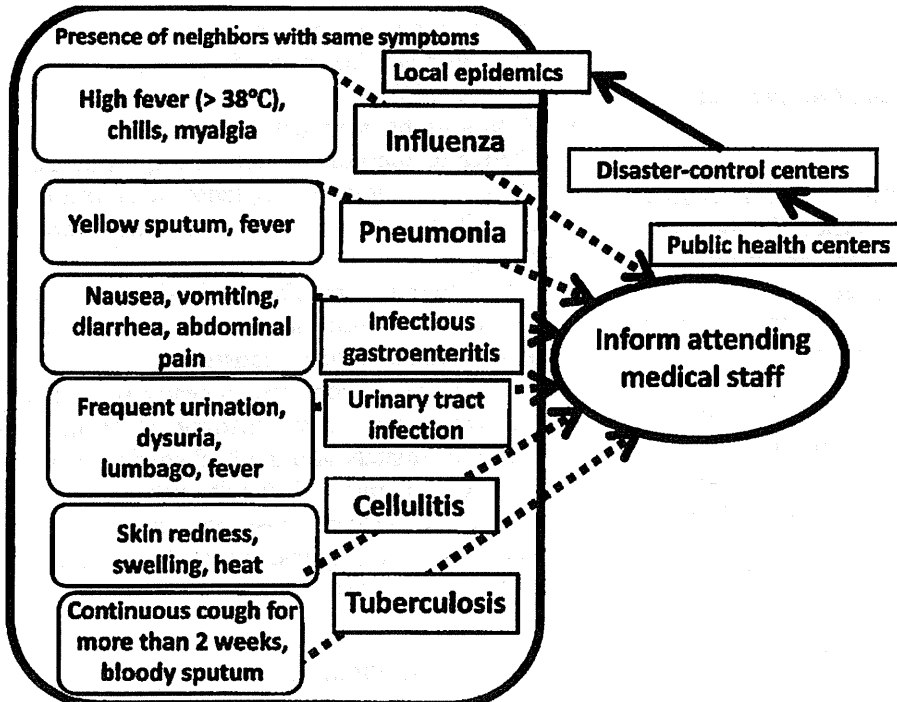 Presence of neighbors with same symptoms
Local epidemics
High fever (> 38°C),
chills, myalgia
Influenza
Disaster-control centers
Yellow sputum, fever
Pneumonia
Public health centers
Nausea, vomiting,
diarrhea, abdominal
pain
Infectious
gastroenteritis
Inform attending
medical staff
Frequent urination,
dysuria,
lumbago, fever
Urinary tract
infection
Skin redness,
swelling, heat
Cellulitis
Continuous cough for
more than 2 weeks,
bloody sputum
Tuberculosis